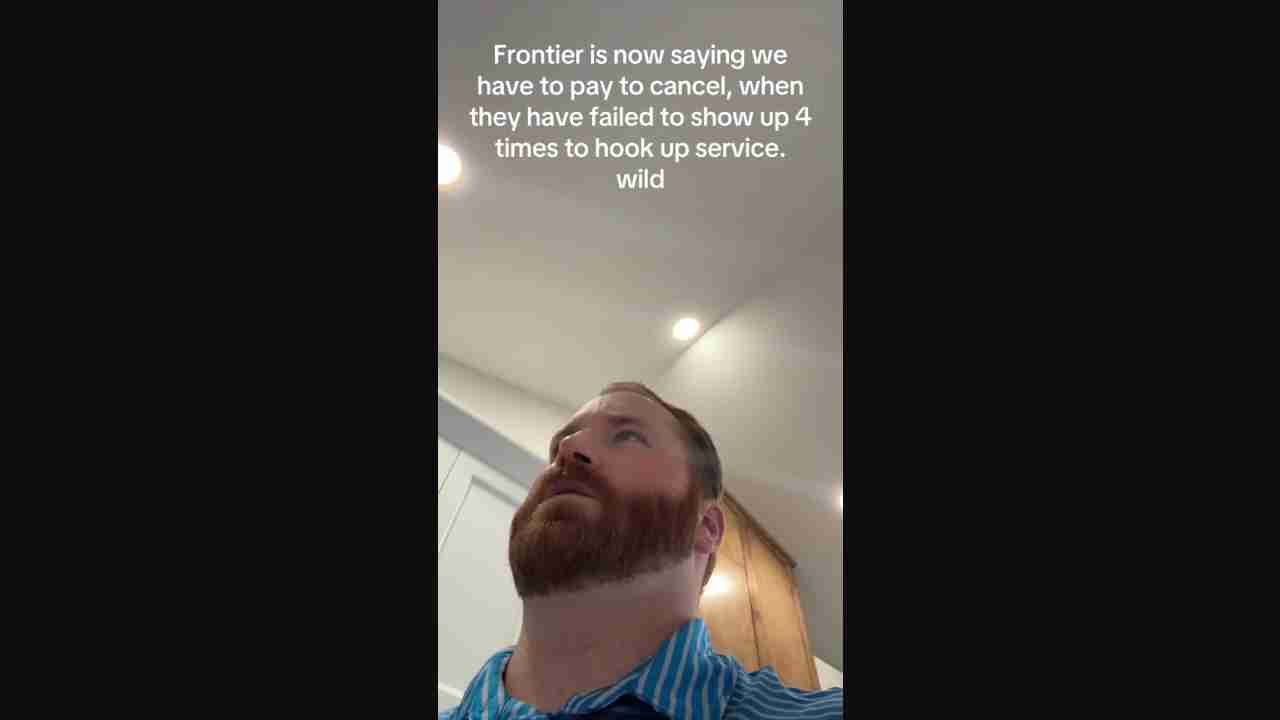 Frontier is now saying we
have to pay to cancel, when
they have failed to show up 4
times to hook up service.
wild